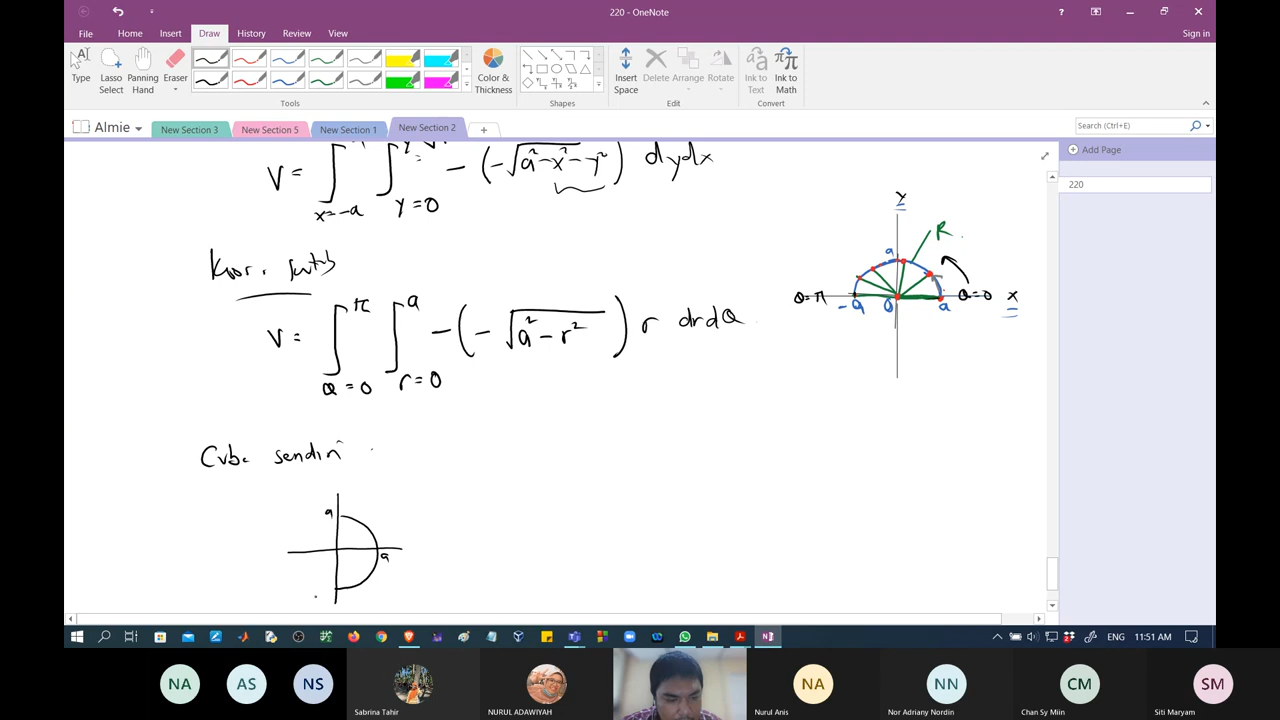 220 - OneNote
?
File
Home
Insert
Draw
History
Review
View
Sign in
Type
Lasso Select
Panning Hand
Eraser
Color & Thickness
Insert Space
Delete
Arrange
Rotate
Ink to Text
Ink to Math
Tools
Shapes
Edit
Convert
Almie
New Section 3
New Section 5
New Section 1
New Section 2
+
Search (Ctrl+E)
Add Page
220
V = ∫ x=-a ∫ y=0 -(-√a²-x²-y²) dydx
V = ∫ θ=0 π ∫ r=0 a -(-√a²-r²) r drdθ
Cuba sendiri
a
a
y
R
a
θ=π
-a
0
a
θ=0
x
ENG
11:51 AM
NA
AS
NS
Sabrina Tahir
NURUL ADAWIYAH
NA
Nurul Anis
NN
Nor Adriany Nordin
CM
Chan Sy Miin
SM
Siti Maryam